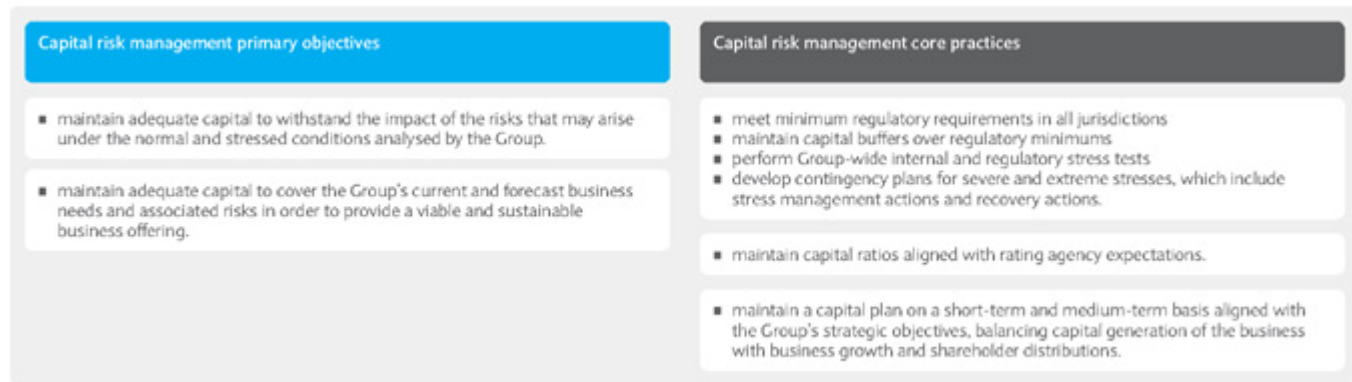 Capital risk management primary objectives
■ maintain adequate capital to withstand the impact of the risks that may arise
under the normal and stressed conditions analysed by the Group.
■ maintain adequate capital to cover the Group's current and forecast business
needs and associated risks in order to provide a viable and sustainable
business offering.
Capital risk management core practices
■ meet minimum regulatory requirements in all jurisdictions
■ maintain capital buffers over regulatory minimums
■ perform Group-wide internal and regulatory stress tests
■ develop contingency plans for severe and extreme stresses, which include
stress management actions and recovery actions.
■ maintain capital ratios aligned with rating agency expectations.
■ maintain a capital plan on a short-term and medium-term basis aligned with
the Group's strategic objectives, balancing capital generation of the business
with business growth and shareholder distributions.